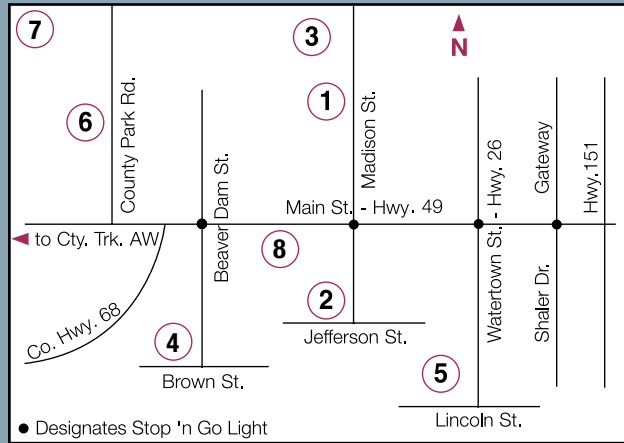 7
3
N
6
1
County Park Rd.
Beaver Dam St.
Madison St.
Watertown St. - Hwy. 26
Gateway
Hwy.151
Main St. - Hwy. 49
to Cty. Trk. AW
8
2
Shaler Dr.
Co. Hwy. 68
Jefferson St.
4
5
Brown St.
Lincoln St.
Designates Stop 'n Go Light